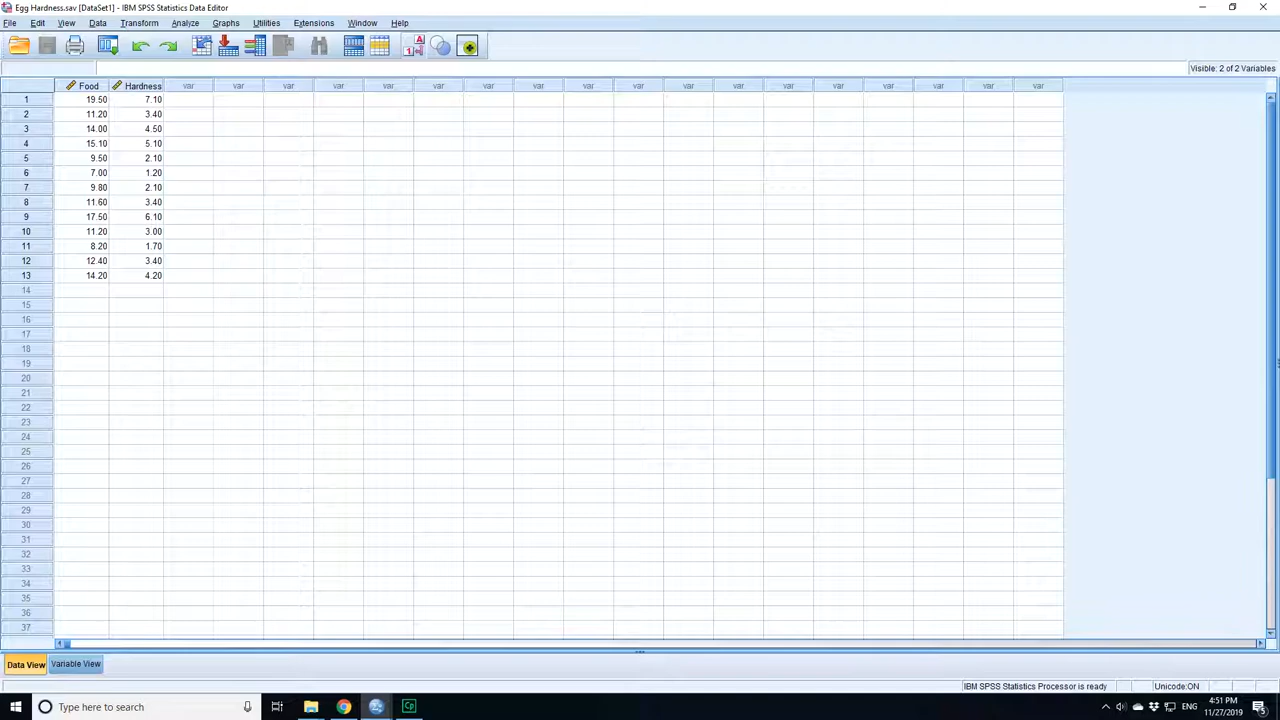 Egg Hardness.sav [DataSet1] - IBM SPSS Statistics Data Editor
File Edit View Data Transform Analyze Graphs Utilities Extensions Window Help
Visible: 2 of 2 Variables
Food Hardness var var var var var var var var var var var var var var var var var var
1 19.50 7.10
2 11.20 3.40
3 14.00 4.50
4 15.10 5.10
5 9.50 2.10
6 7.00 1.20
7 9.80 2.10
8 11.60 3.40
9 17.50 6.10
10 11.20 3.00
11 8.20 1.70
12 12.40 3.40
13 14.20 4.20
14
15
16
17
18
19
20
21
22
23
24
25
26
27
28
29
30
31
32
33
34
35
36
37
Data View Variable View
IBM SPSS Statistics Processor is ready Unicode:ON
Type here to search
ENG
4:51 PM
11/27/2019